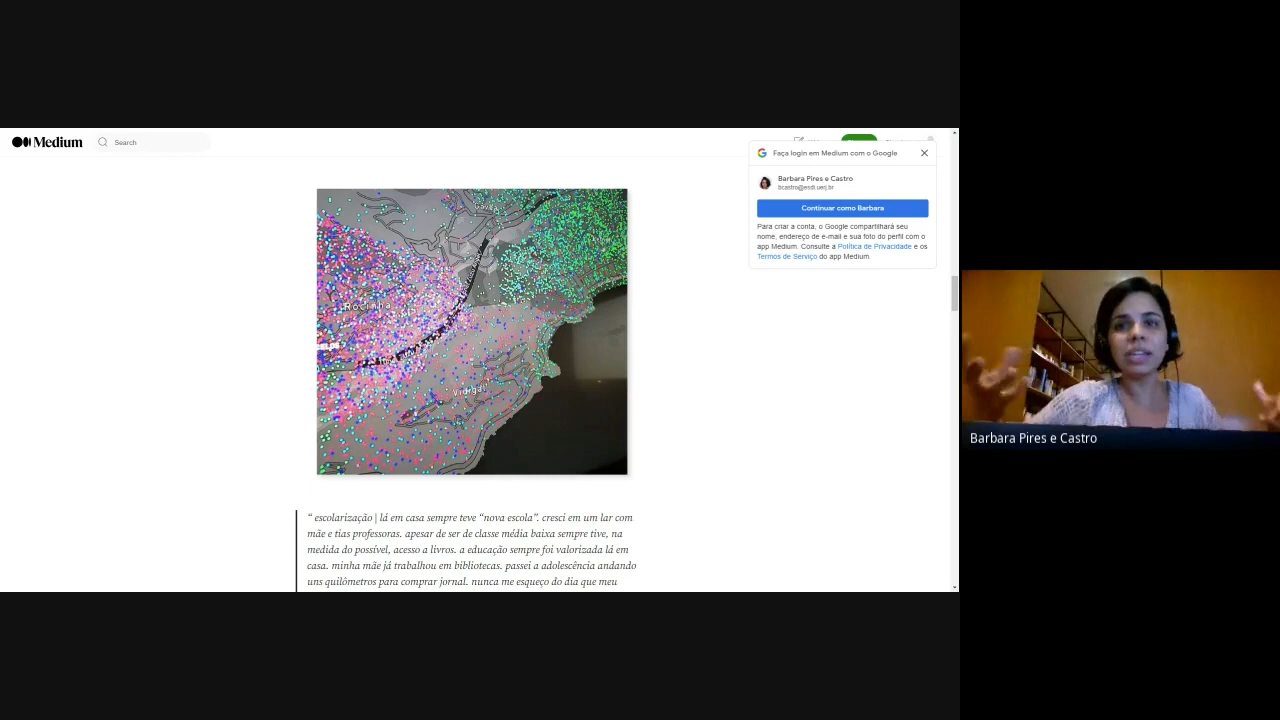 Medium
Search
Faça login em Medium com o Google
Barbara Pires e Castro
bcastro@esdi.uerj.br
Continuar como Barbara
Para criar a conta, o Google compartilhará seu
nome, endereço de e-mail e sua foto do perfil com o
app Medium. Consulte a Política de Privacidade e os
Termos de Serviço do app Medium.
Rocinha
Vidigal
Barbara Pires e Castro
“ escolarização | lá em casa sempre teve “nova escola”. cresci em um lar com
mãe e tias professoras. apesar de ser de classe média baixa sempre tive, na
medida do possível, acesso a livros. a educação sempre foi valorizada lá em
casa. minha mãe já trabalhou em bibliotecas. passei a adolescência andando
uns quilômetros para comprar jornal. nunca me esqueço do dia que meu